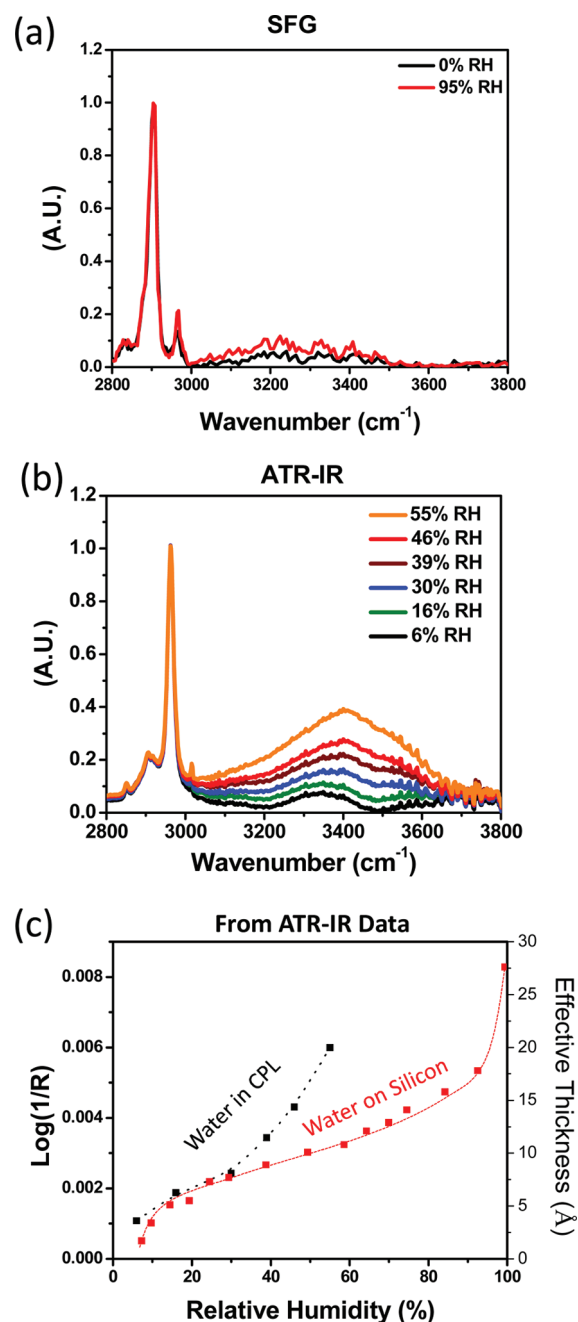 (a)
SFG
0% RH
95% RH
1.2
1.0
0.8
0.6
0.4
0.2
0.0
(A.U.)
2800 3000 3200 3400 3600 3800
Wavenumber (cm⁻¹)
(b)
ATR-IR
55% RH
46% RH
39% RH
30% RH
16% RH
6% RH
1.2
1.0
0.8
0.6
0.4
0.2
0.0
(A.U.)
2800 3000 3200 3400 3600 3800
Wavenumber (cm⁻¹)
(c)
From ATR-IR Data
0.008
0.006
0.004
0.002
0.000
Log(1/R)
Water in CPL
Water on Silicon
30
25
20
15
10
5
0
Effective Thickness (Å)
0 20 40 60 80 100
Relative Humidity (%)